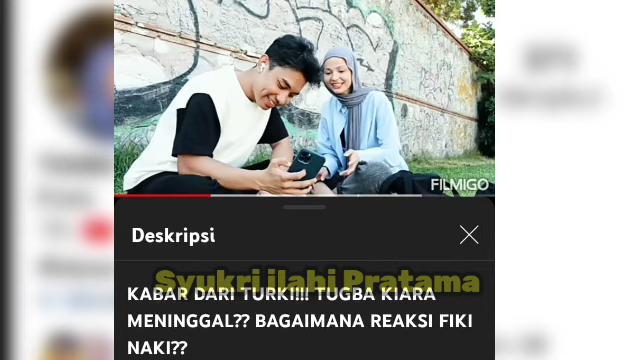 FILMIGO
Deskripsi
Syukri ilahi Pratama
KABAR DARI TURKI!!!! TUGBA KIARA
MENINGGAL?? BAGAIMANA REAKSI FIKI
NAKI??